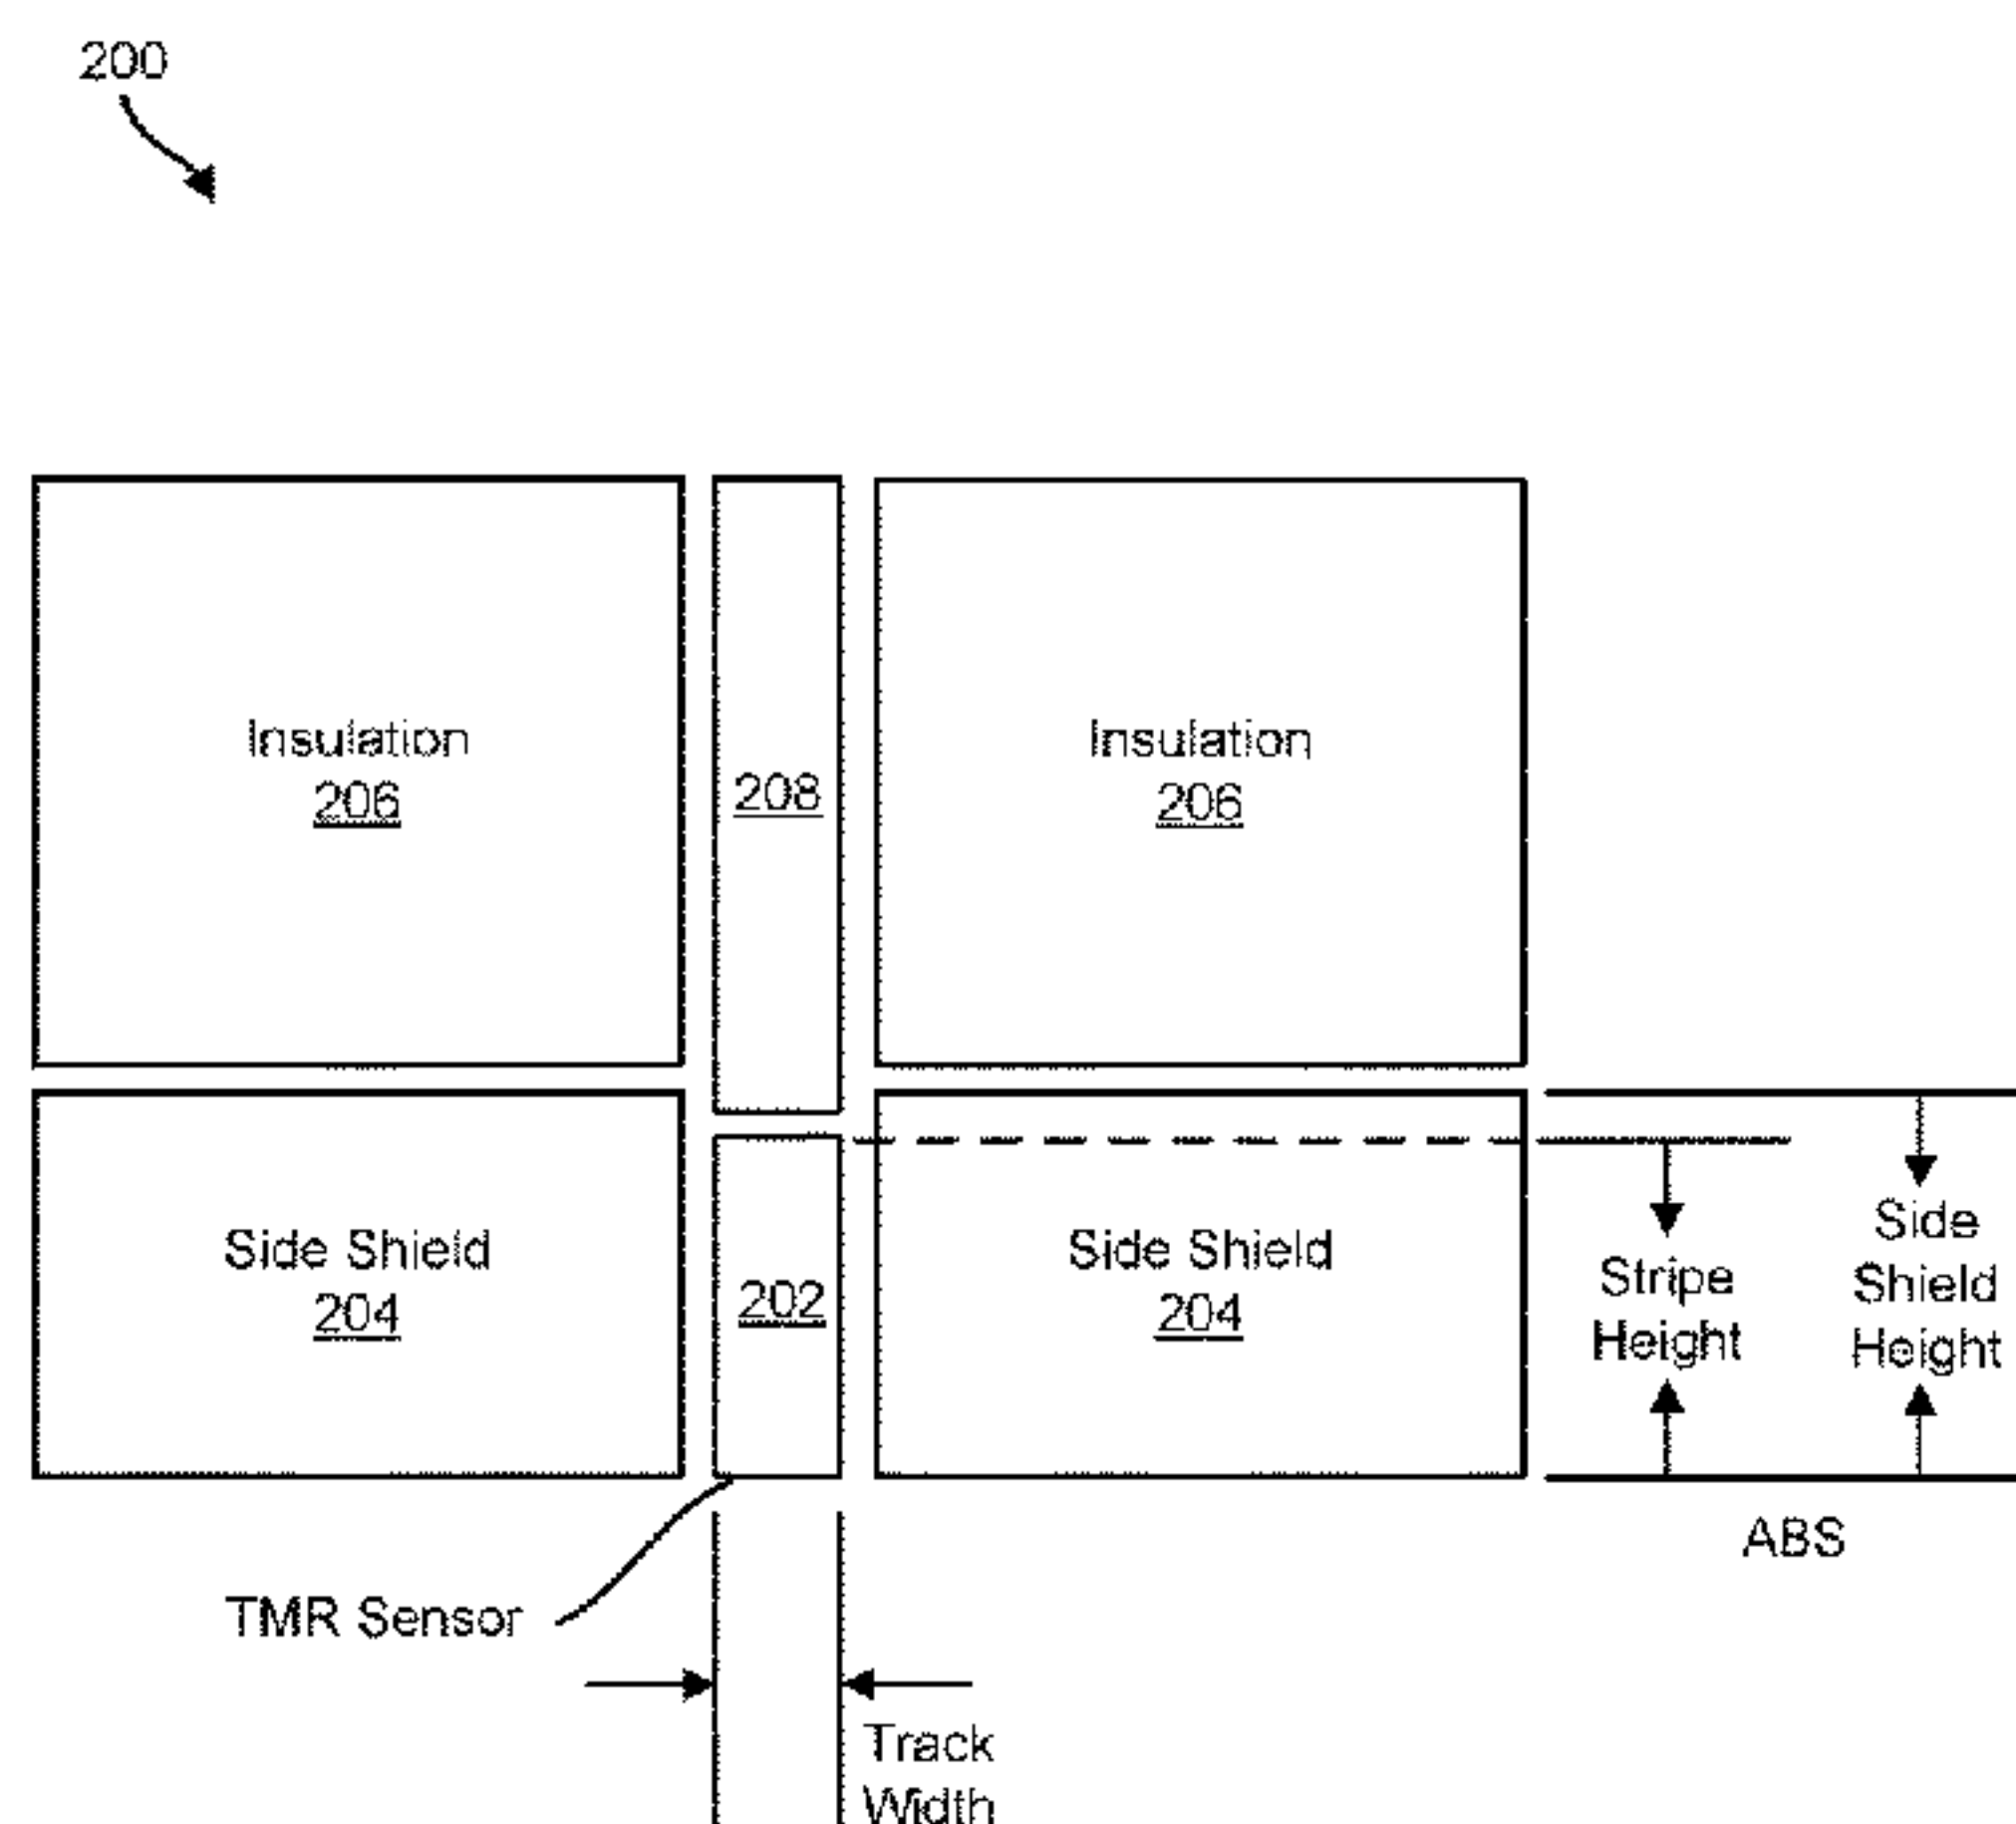 200
Insulation
206
208
Insulation
206
Side Shield
204
202
Side Shield
204
Stripe
Height
Side
Shield
Height
ABS
TMR Sensor
Track
Width